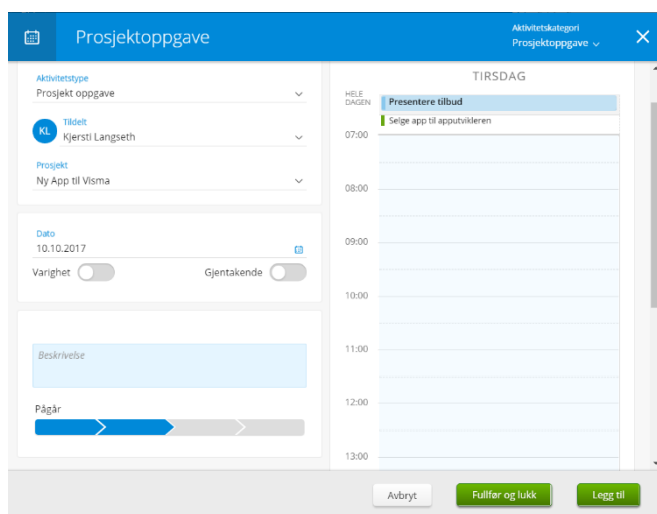 Prosjektoppgave
Aktivitetskategori
Prosjektoppgave
Aktivitetstype
Prosjekt oppgave
KL
Tildelt
Kjersti Langseth
Prosjekt
Ny App til Visma
Dato
10.10.2017
Varighet
Gjentakende
Beskrivelse
Pågår
TIRSDAG
HELE
DAGEN
Presentere tilbud
Selge app til apputvikleren
07:00
08:00
09:00
10:00
11:00
12:00
13:00
Avbryt
Fullfør og lukk
Legg til